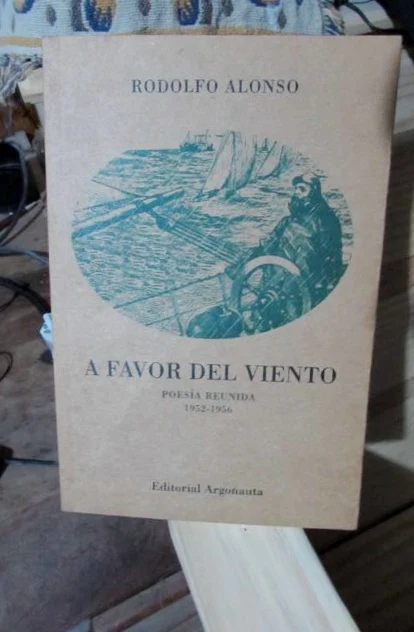 RODOLFO ALONSO
A FAVOR DEL VIENTO
POESÍA REUNIDA
1952-1956
Editorial Argonauta